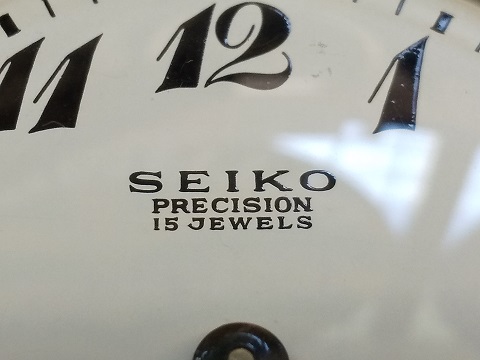 11 12 1
SEIKO
PRECISION
15 JEWELS